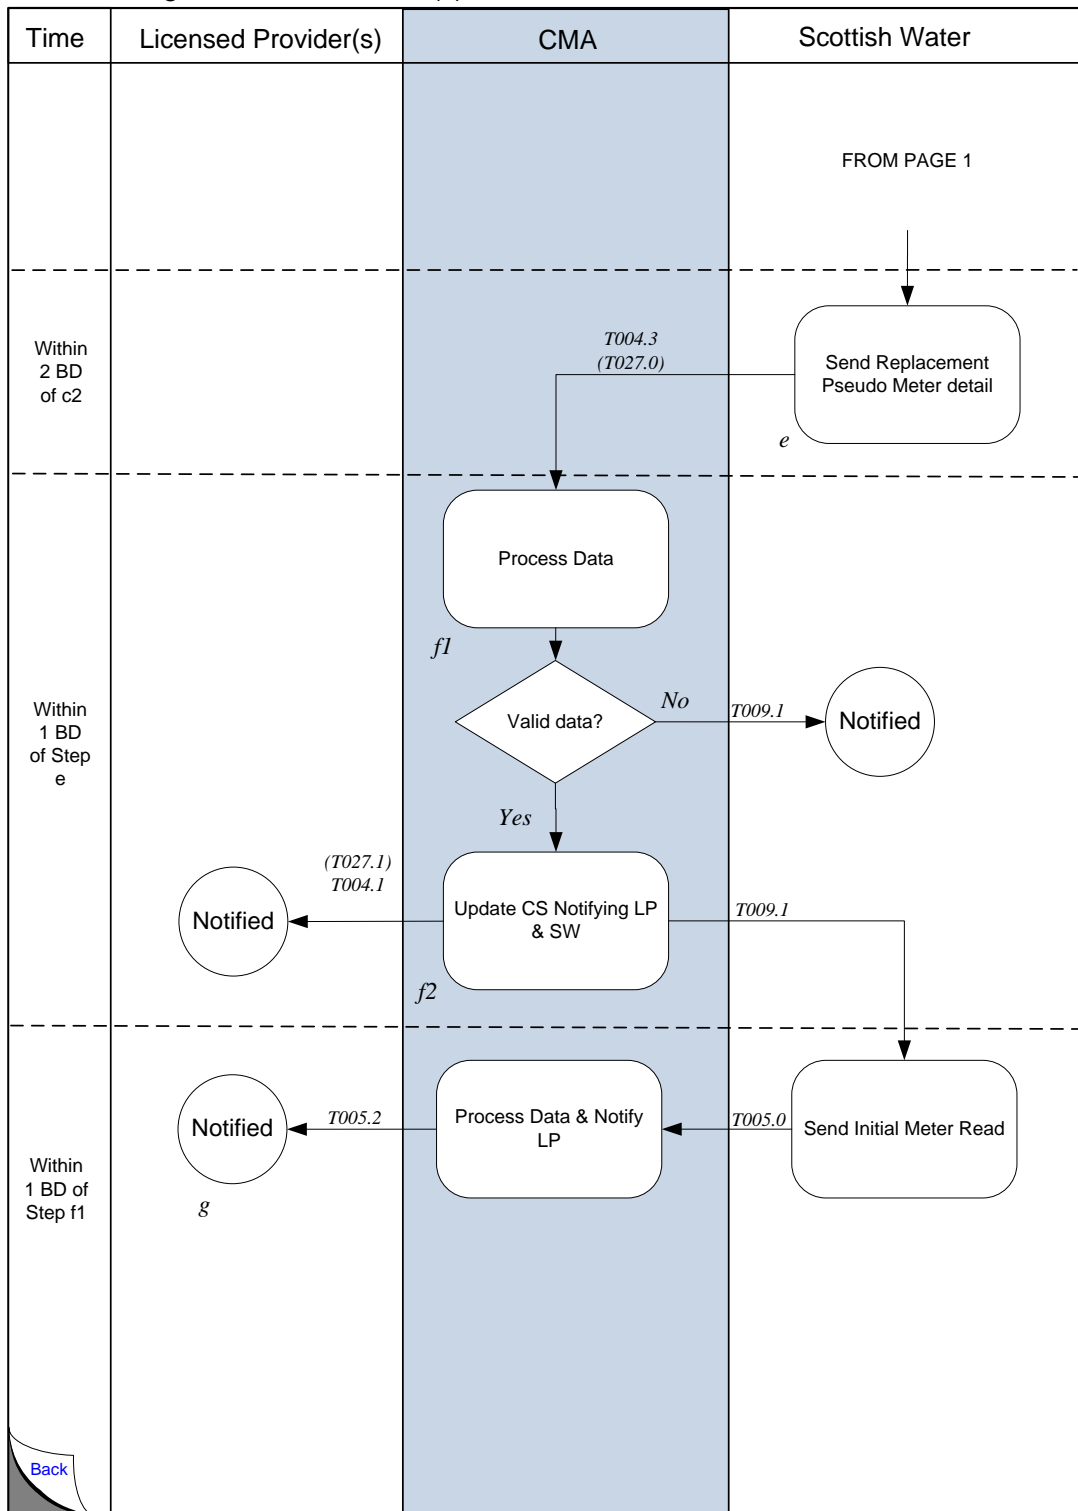 Time
Licensed Provider(s)
CMA
Scottish Water
FROM PAGE 1
Within
2 BD
of c2
T004.3
(T027.0)
Send Replacement
Pseudo Meter detail
e
Process Data
f1
Within
1 BD
of Step
e
Valid data?
No
T009.1
Notified
Yes
(T027.1)
T004.1
Notified
Update CS Notifying LP
& SW
T009.1
f2
Within
1 BD of
Step f1
Notified
T005.2
Process Data & Notify
LP
T005.0
Send Initial Meter Read
g
Back